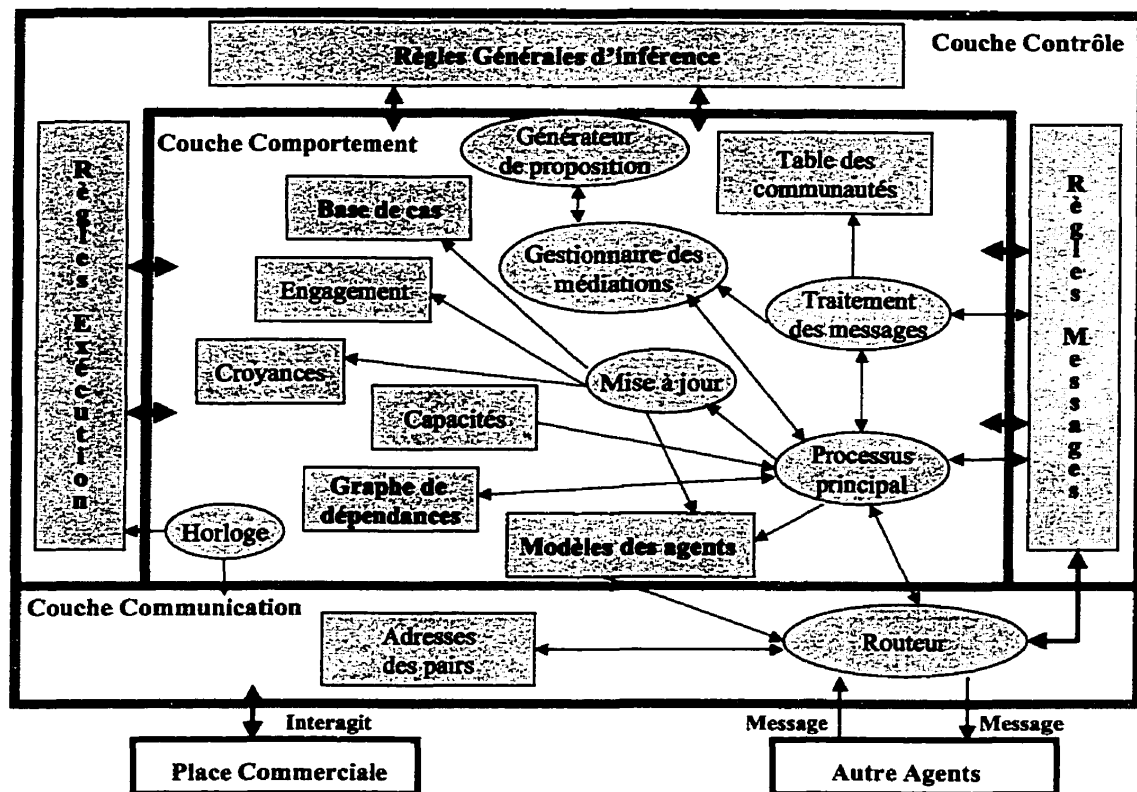 Règles Générales d'inférence
Couche Contrôle
Couche Comportement
Générateur
de proposition
Table des
communautés
Base de cas
Gestionnaire des
médiations
Engagement
Traitement
des messages
Règles Exécution
Règles Messages
Croyances
Mise à jour
Capacités
Processus
principal
Graphe de
dépendances
Horloge
Modèles des agents
Couche Communication
Adresses
des pairs
Routeur
Interagit
Message
Message
Place Commerciale
Autre Agents